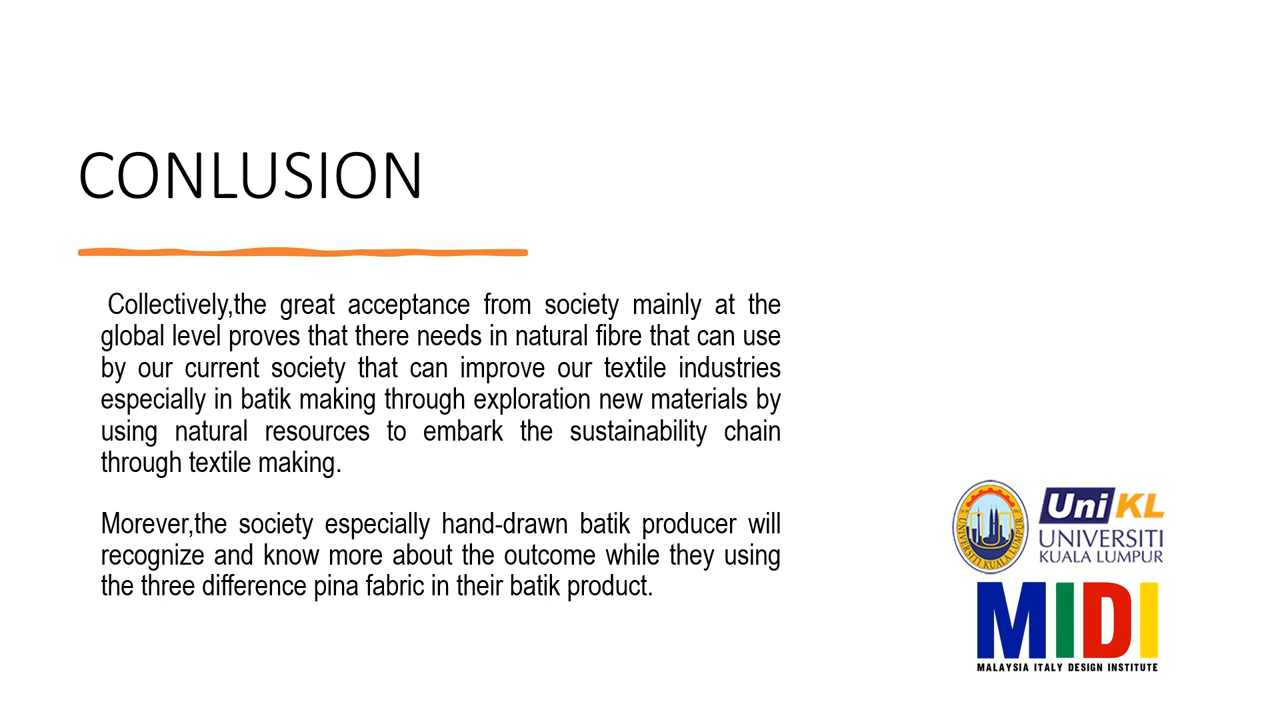 CONLUSION
Collectively,the great acceptance from society mainly at the
global level proves that there needs in natural fibre that can use
by our current society that can improve our textile industries
especially in batik making through exploration new materials by
using natural resources to embark the sustainability chain
through textile making.
Morever,the society especially hand-drawn batik producer will
recognize and know more about the outcome while they using
the three difference pina fabric in their batik product.
UNIVERSITI KUALA LUMPUR
UniKL
UNIVERSITI
KUALA LUMPUR
MIDI
MALAYSIA ITALY DESIGN INSTITUTE